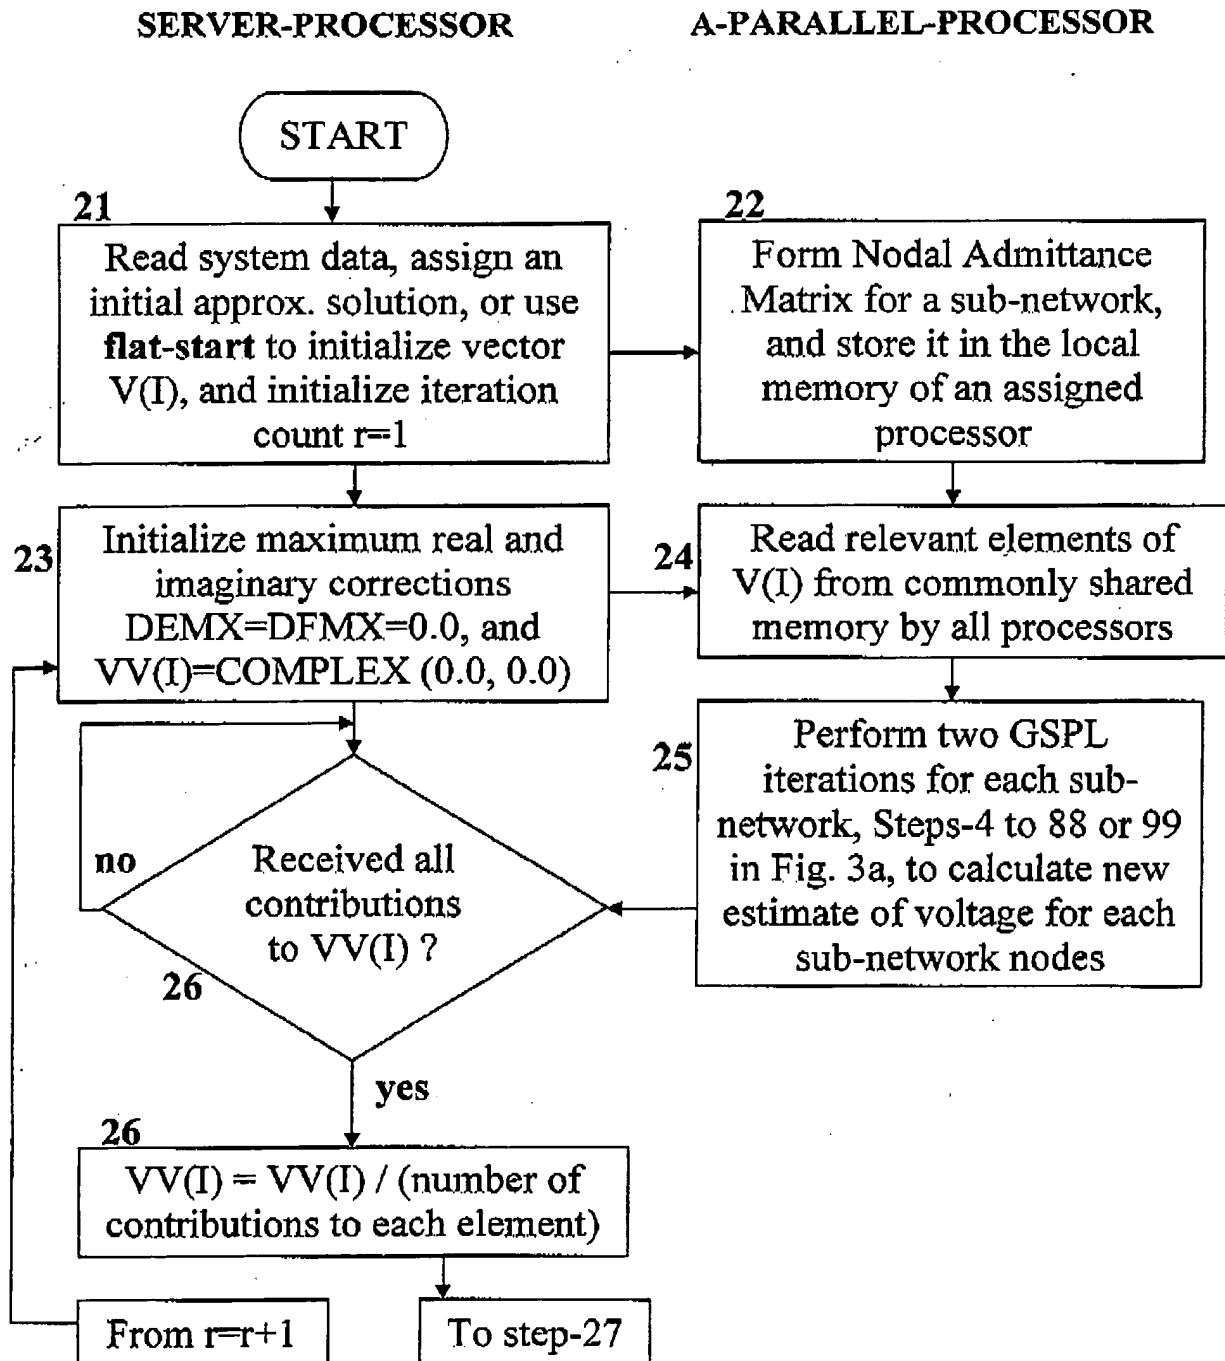 SERVER-PROCESSOR
A-PARALLEL-PROCESSOR
START
21
Read system data, assign an
initial approx. solution, or use
flat-start to initialize vector
V(I), and initialize iteration
count r=1
22
Form Nodal Admittance
Matrix for a sub-network,
and store it in the local
memory of an assigned
processor
23
Initialize maximum real and
imaginary corrections
DEMX=DFMX=0.0, and
VV(I)=COMPLEX (0.0, 0.0)
24
Read relevant elements of
V(I) from commonly shared
memory by all processors
25
Perform two GSPL
iterations for each sub-
network, Steps-4 to 88 or 99
in Fig. 3a, to calculate new
estimate of voltage for each
sub-network nodes
no
Received all
contributions
to VV(I) ?
26
yes
26
VV(I) = VV(I) / (number of
contributions to each element)
From r=r+1
To step-27